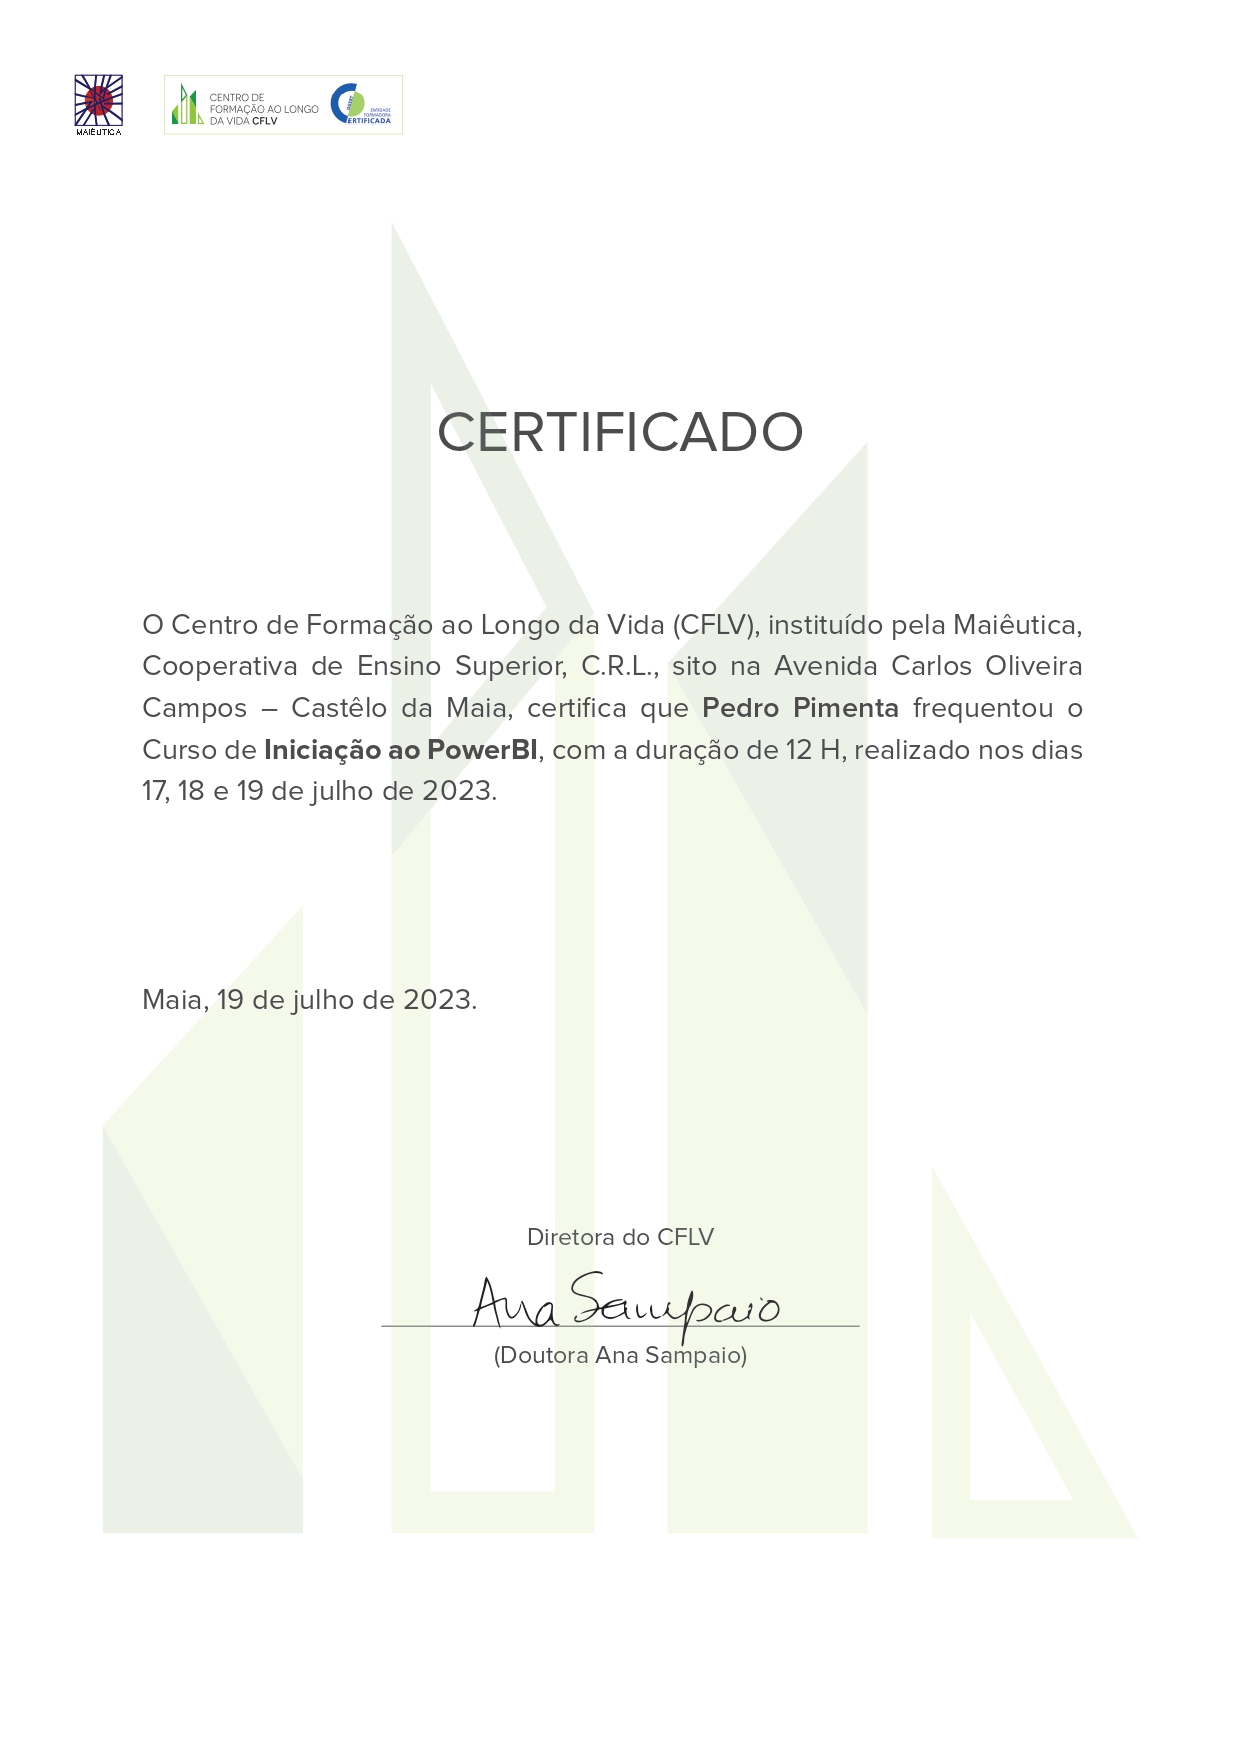 MAIÊUTICA
CENTRO DE
FORMAÇÃO AO LONGO
DA VIDA CFLV
DGERT
ENTIDADE
FORMADORA
CERTIFICADA
CERTIFICADO
O Centro de Formação ao Longo da Vida (CFLV), instituído pela Maiêutica,
Cooperativa de Ensino Superior, C.R.L., sito na Avenida Carlos Oliveira
Campos – Castêlo da Maia, certifica que Pedro Pimenta frequentou o
Curso de Iniciação ao PowerBI, com a duração de 12 H, realizado nos dias
17, 18 e 19 de julho de 2023.
Maia, 19 de julho de 2023.
Diretora do CFLV
Ana Sampaio
(Doutora Ana Sampaio)